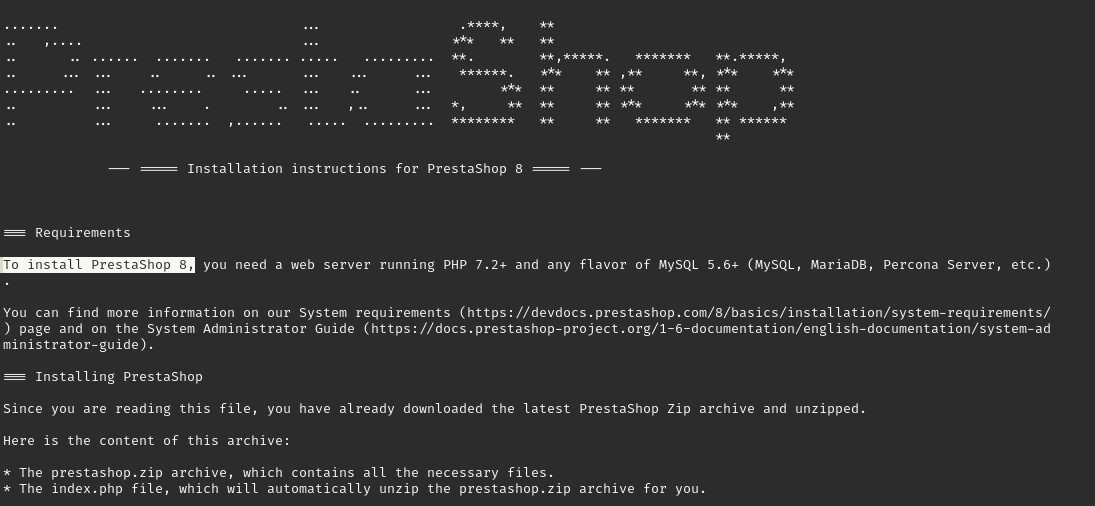 PrestaShop
--- ===== Installation instructions for PrestaShop 8 ===== ---
=== Requirements
To install PrestaShop 8, you need a web server running PHP 7.2+ and any flavor of MySQL 5.6+ (MySQL, MariaDB, Percona Server, etc.)
.
You can find more information on our System requirements (https://devdocs.prestashop.com/8/basics/installation/system-requirements/
) page and on the System Administrator Guide (https://docs.prestashop-project.org/1-6-documentation/english-documentation/system-ad
ministrator-guide).
=== Installing PrestaShop
Since you are reading this file, you have already downloaded the latest PrestaShop Zip archive and unzipped.
Here is the content of this archive:
* The prestashop.zip archive, which contains all the necessary files.
* The index.php file, which will automatically unzip the prestashop.zip archive for you.